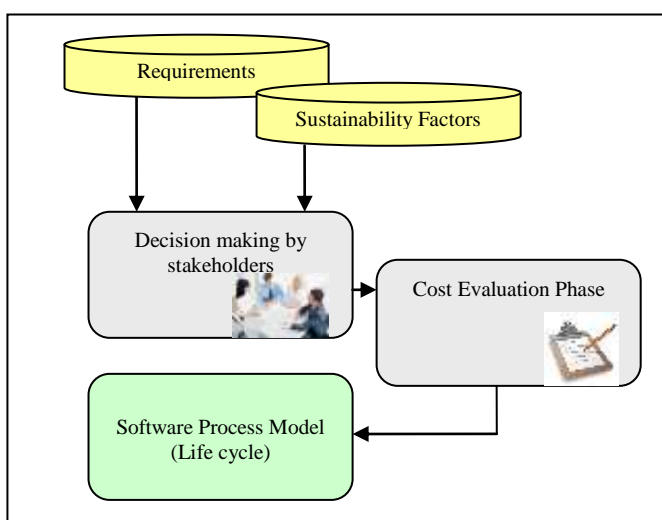 Requirements
Sustainability Factors
Decision making by
stakeholders
Cost Evaluation Phase
Software Process Model
(Life cycle)